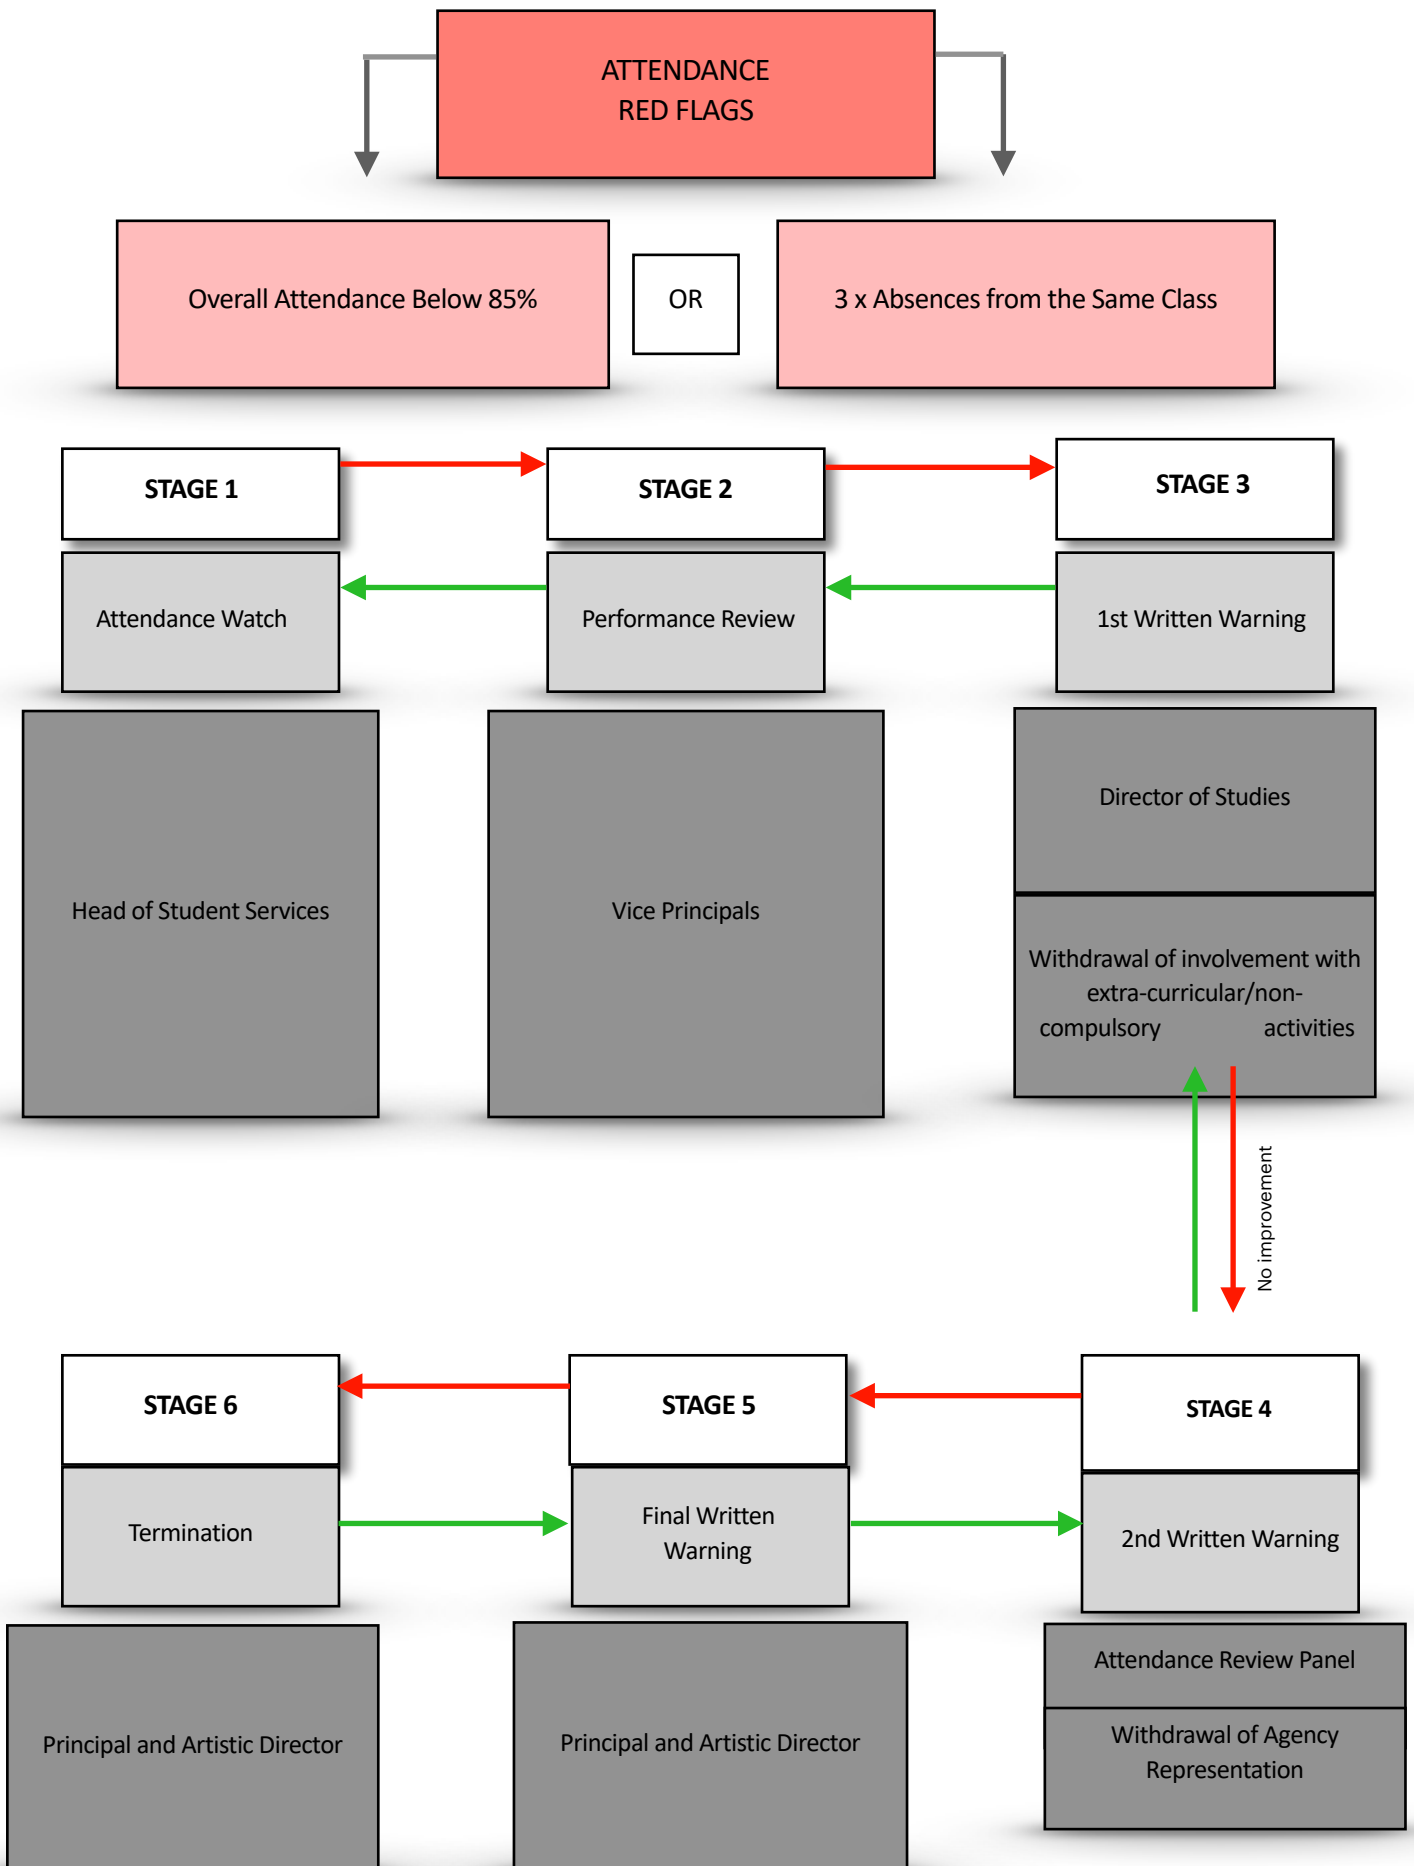 ATTENDANCE
RED FLAGS
Overall Attendance Below 85%
OR
3 x Absences from the Same Class
STAGE 1
STAGE 2
STAGE 3
Attendance Watch
Performance Review
1st Written Warning
Head of Student Services
Vice Principals
Director of Studies
Withdrawal of involvement with
extra-curricular/non-
compulsory activities
No improvement
STAGE 6
STAGE 5
STAGE 4
Termination
Final Written
Warning
2nd Written Warning
Principal and Artistic Director
Principal and Artistic Director
Attendance Review Panel
Withdrawal of Agency
Representation